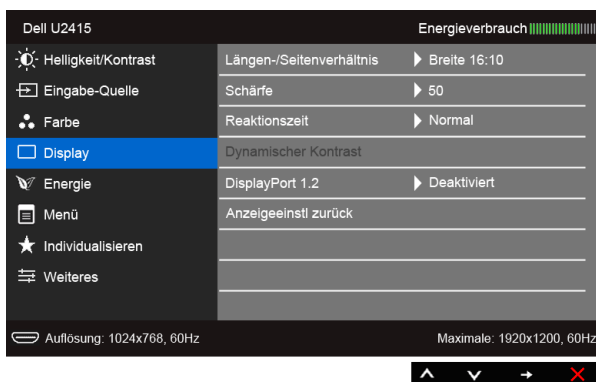 Dell U2415 Energieverbrauch
Helligkeit/Kontrast Längen-/Seitenverhältnis Breite 16:10
Eingabe-Quelle Schärfe 50
Farbe Reaktionszeit Normal
Display Dynamischer Kontrast
Energie DisplayPort 1.2 Deaktiviert
Menü Anzeigeeinstl zurück
Individualisieren
Weiteres
Auflösung: 1024x768, 60Hz Maximale: 1920x1200, 60Hz